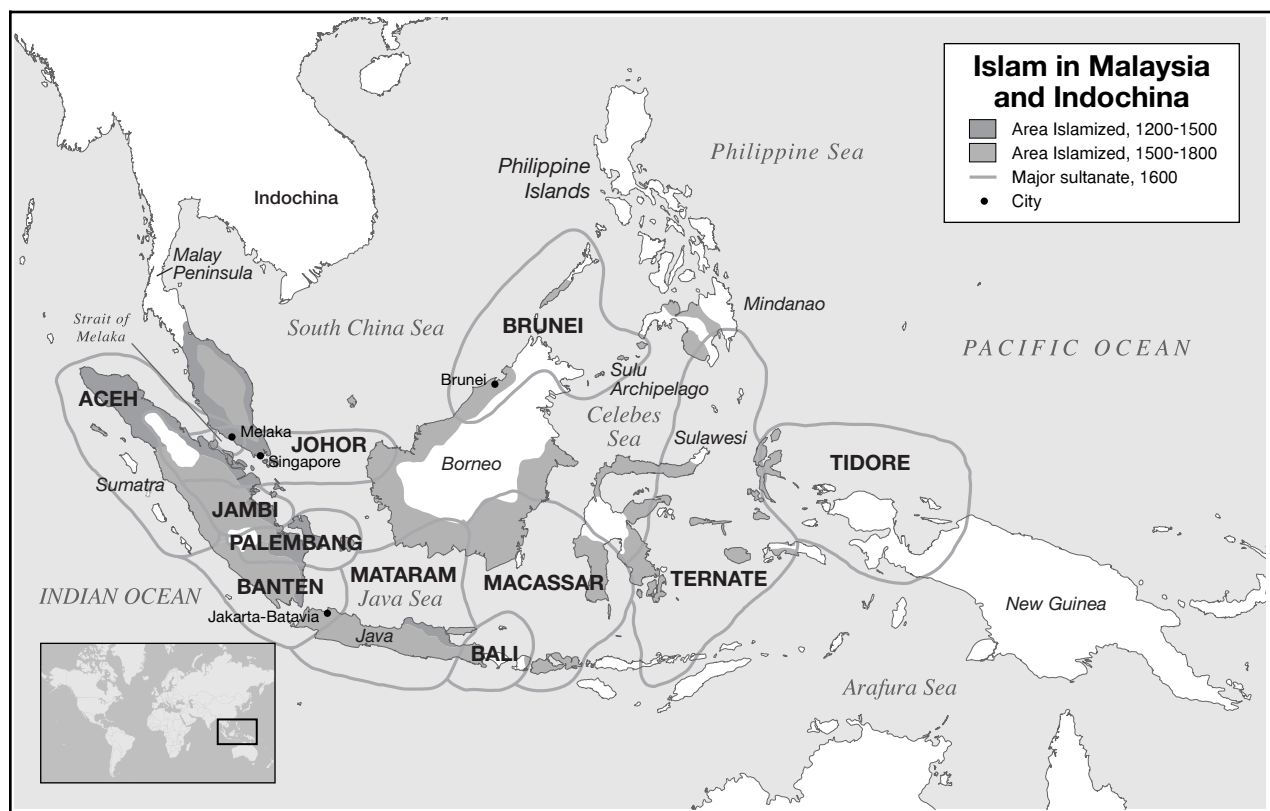 Islam in Malaysia
and Indochina
Area Islamized, 1200-1500
Area Islamized, 1500-1800
Major sultanate, 1600
City
Philippine Sea
Philippine
Islands
Indochina
Malay
Peninsula
Strait of
Melaka
South China Sea
BRUNEI
Mindanao
PACIFIC OCEAN
Brunei
Sulu
Archipelago
ACEH
Celebes
Sea
Melaka
JOHOR
Sulawesi
Singapore
Borneo
TIDORE
Sumatra
JAMBI
PALEMBANG
MATARAM
MACASSAR
TERNATE
BANTEN
INDIAN OCEAN
Java Sea
New Guinea
Jakarta-Batavia
Java
BALI
Arafura Sea